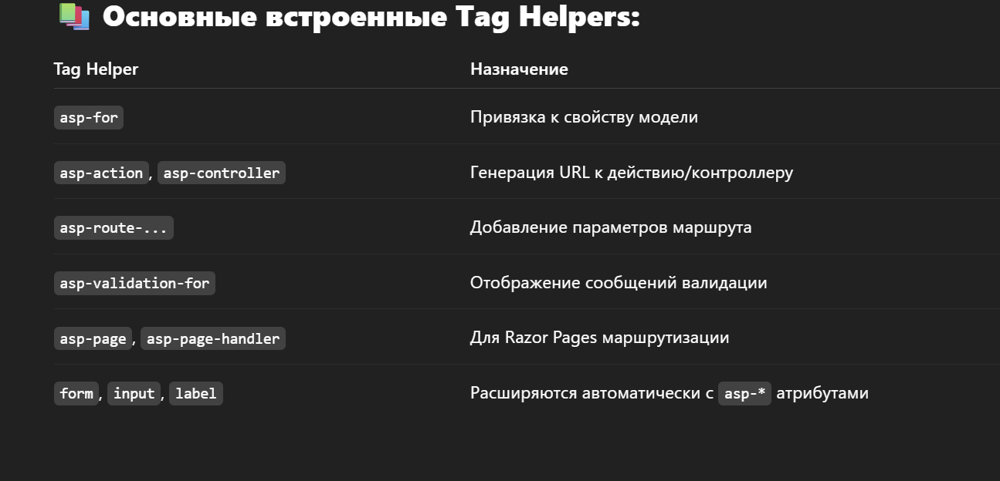 📚 Основные встроенные Tag Helpers:
Tag Helper Назначение
asp-for Привязка к свойству модели
asp-action, asp-controller Генерация URL к действию/контроллеру
asp-route-... Добавление параметров маршрута
asp-validation-for Отображение сообщений валидации
asp-page, asp-page-handler Для Razor Pages маршрутизации
form, input, label Расширяются автоматически с asp-* атрибутами